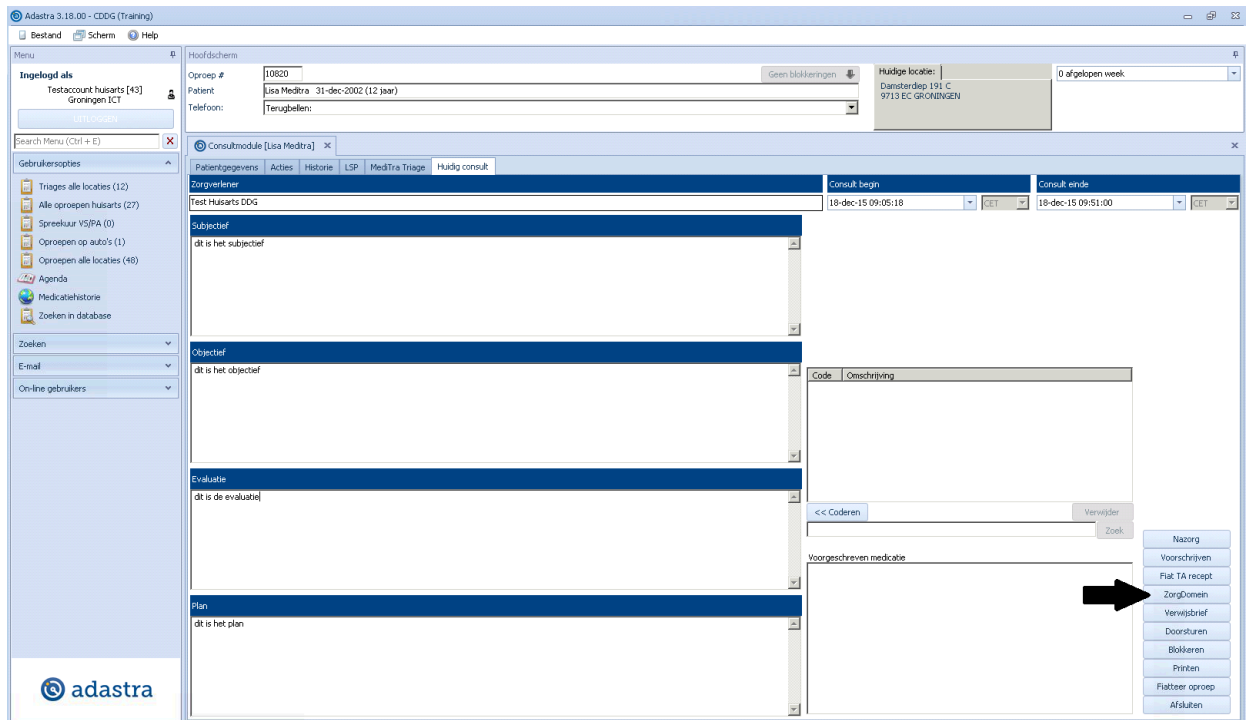 Adastra 3.18.00 - CDDG (Training)
Bestand Scherm Help
Menu
Ingelogd als
Testaccount huisarts [43]
Groningen ICT
UITLOGGEN
Search Menu (Ctrl + E)
Gebruikersopties
Triages alle locaties (12)
Alle oproepen huisarts (27)
Spreekuur VS/PA (0)
Oproepen op auto's (1)
Oproepen alle locaties (48)
Agenda
Medicatiehistorie
Zoeken in database
Zoeken
E-mail
On-line gebruikers
adastra
Hoofdscherm
Oproep # 10820
Geen blokkeringen
Patient Lisa Meditra 31-dec-2002 (12 jaar)
Telefoon: Terugbellen:
Huidige locatie:
Damsterdiep 191 C
9713 EC GRONINGEN
0 afgelopen week
Consultmodule [Lisa Meditra]
Patientgegevens Acties Historie LSP MediTra Triage Huidig consult
Zorgverlener Consult begin Consult einde
Test Huisarts DDG 18-dec-15 09:05:18 CET 18-dec-15 09:51:00 CET
Subjectief
dit is het subjectief
Objectief
dit is het objectief
Evaluatie
dit is de evaluatie
Plan
dit is het plan
Code Omschrijving
<< Coderen Verwijder
Zoek
Voorgeschreven medicatie
Nazorg
Voorschrijven
Fiat TA recept
ZorgDomein
Verwijsbrief
Doorsturen
Blokkeren
Printen
Fiatteer oproep
Afsluiten